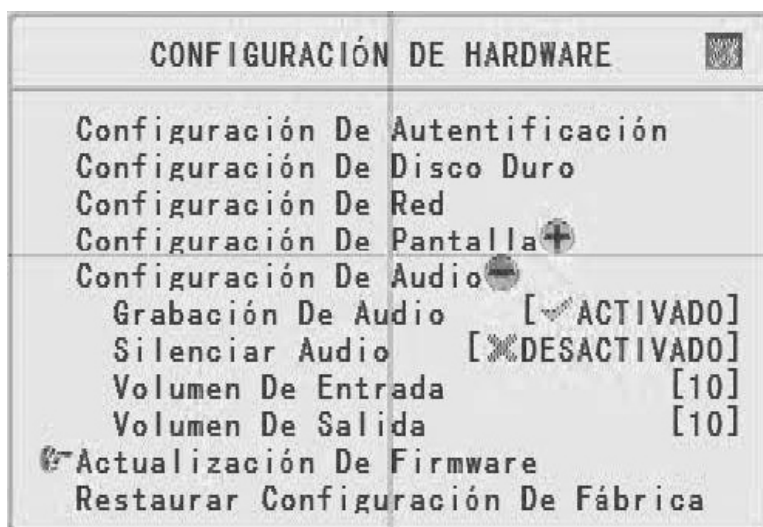 CONFIGURACIÓN DE HARDWARE
Configuración De Autentificación
Configuración De Disco Duro
Configuración De Red
Configuración De Pantalla
Configuración De Audio
Grabación De Audio [✓ACTIVADO]
Silenciar Audio [✗DESACTIVADO]
Volumen De Entrada [10]
Volumen De Salida [10]
Actualización De Firmware
Restaurar Configuración De Fábrica